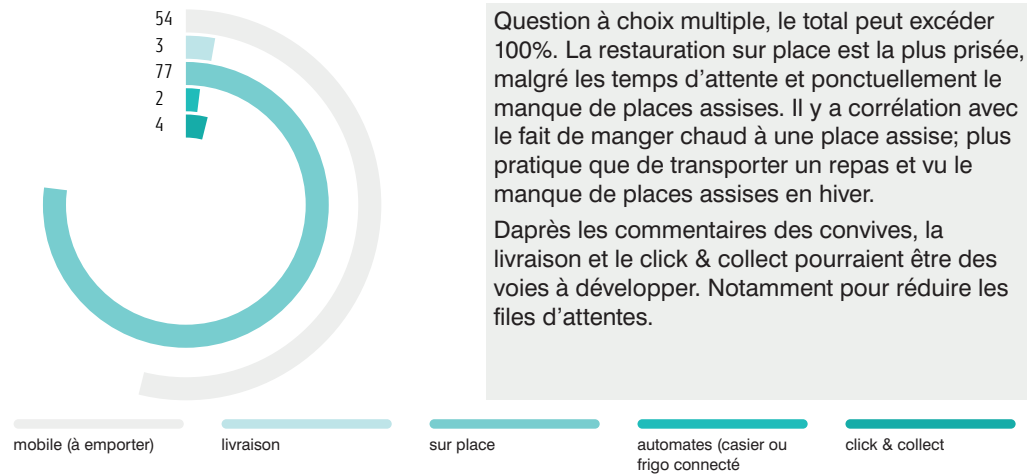 54
3
77
2
4
Question à choix multiple, le total peut excéder
100%. La restauration sur place est la plus prisée,
malgré les temps d’attente et ponctuellement le
manque de places assises. Il y a corrélation avec
le fait de manger chaud à une place assise; plus
pratique que de transporter un repas et vu le
manque de places assises en hiver.
Daprès les commentaires des convives, la
livraison et le click & collect pourraient être des
voies à développer. Notamment pour réduire les
files d’attentes.
mobile (à emporter)
livraison
sur place
automates (casier ou
frigo connecté
click & collect